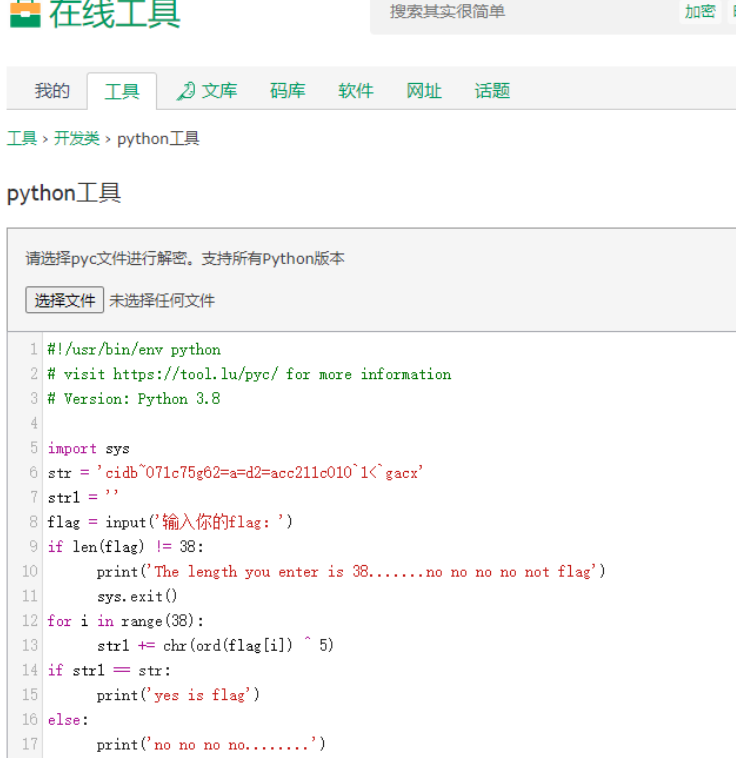 在线工具
搜索其实很简单 加密
我的 工具 文库 码库 软件 网址 话题
工具 › 开发类 › python工具
python工具
请选择pyc文件进行解密。支持所有Python版本
选择文件 未选择任何文件
1 #!/usr/bin/env python
2 # visit https://tool.lu/pyc/ for more information
3 # Version: Python 3.8
4
5 import sys
6 str = 'cidb~071c75g62=a=d2=acc211c010`1<`gacx'
7 str1 = ''
8 flag = input('输入你的flag: ')
9 if len(flag) != 38:
10 print('The length you enter is 38.......no no no no not flag')
11 sys.exit()
12 for i in range(38):
13 str1 += chr(ord(flag[i]) ^ 5)
14 if str1 == str:
15 print('yes is flag')
16 else:
17 print('no no no no........')